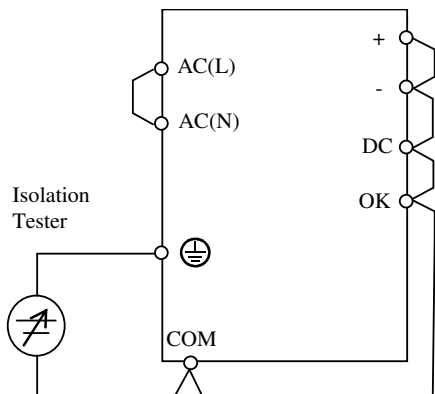 AC(L)
AC(N)
+
-
DC
OK
Isolation
Tester
COM